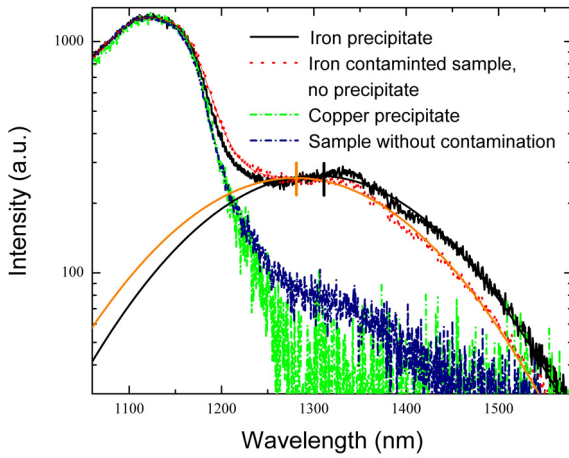 1000
Iron precipitate
Iron contaminted sample,
no precipitate
Copper precipitate
Sample without contamination
Intensity (a.u.)
100
1100 1200 1300 1400 1500
Wavelength (nm)